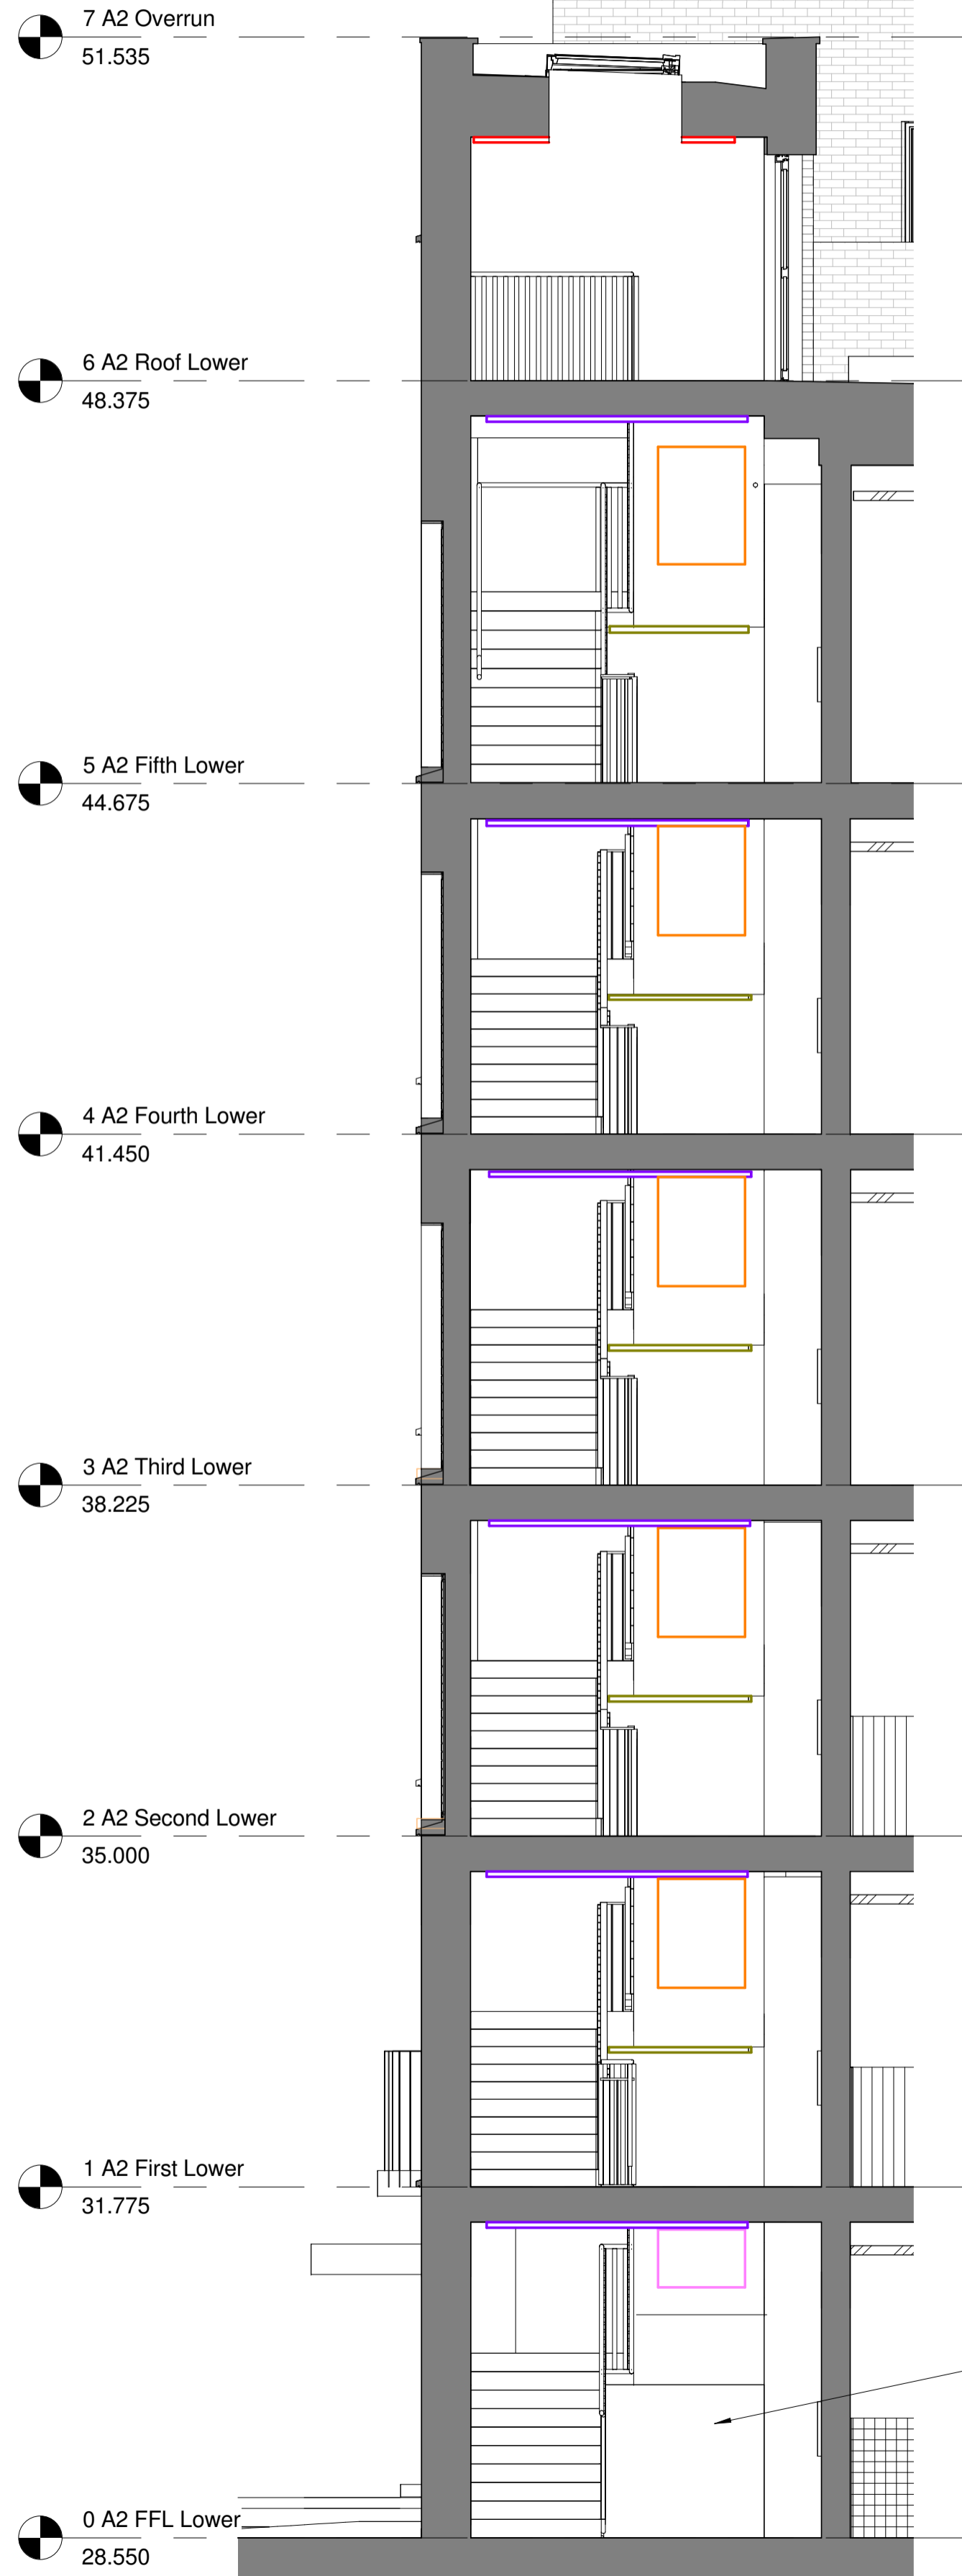 7 A2 Overrun
51.535
6 A2 Roof Lower
48.375
5 A2 Fifth Lower
44.675
4 A2 Fourth Lower
41.450
3 A2 Third Lower
38.225
2 A2 Second Lower
35.000
1 A2 First Lower
31.775
0 A2 FFL Lower
28.550